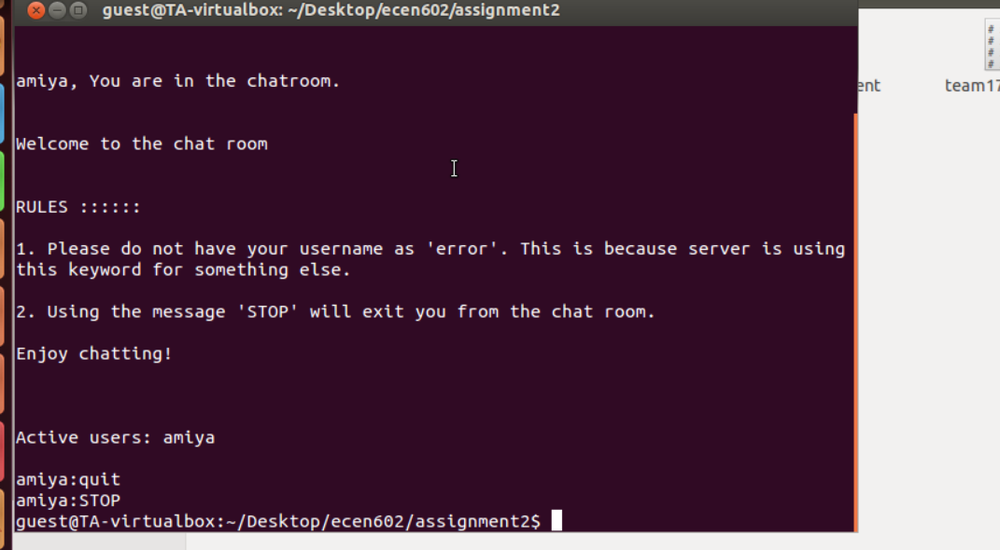 guest@TA-virtualbox: ~/Desktop/ecen602/assignment2
amiya, You are in the chatroom.
Welcome to the chat room
RULES ::::::
1. Please do not have your username as 'error'. This is because server is using
this keyword for something else.
2. Using the message 'STOP' will exit you from the chat room.
Enjoy chatting!
Active users: amiya
amiya:quit
amiya:STOP
guest@TA-virtualbox:~/Desktop/ecen602/assignment2$
#
#
#
#
ent
team17